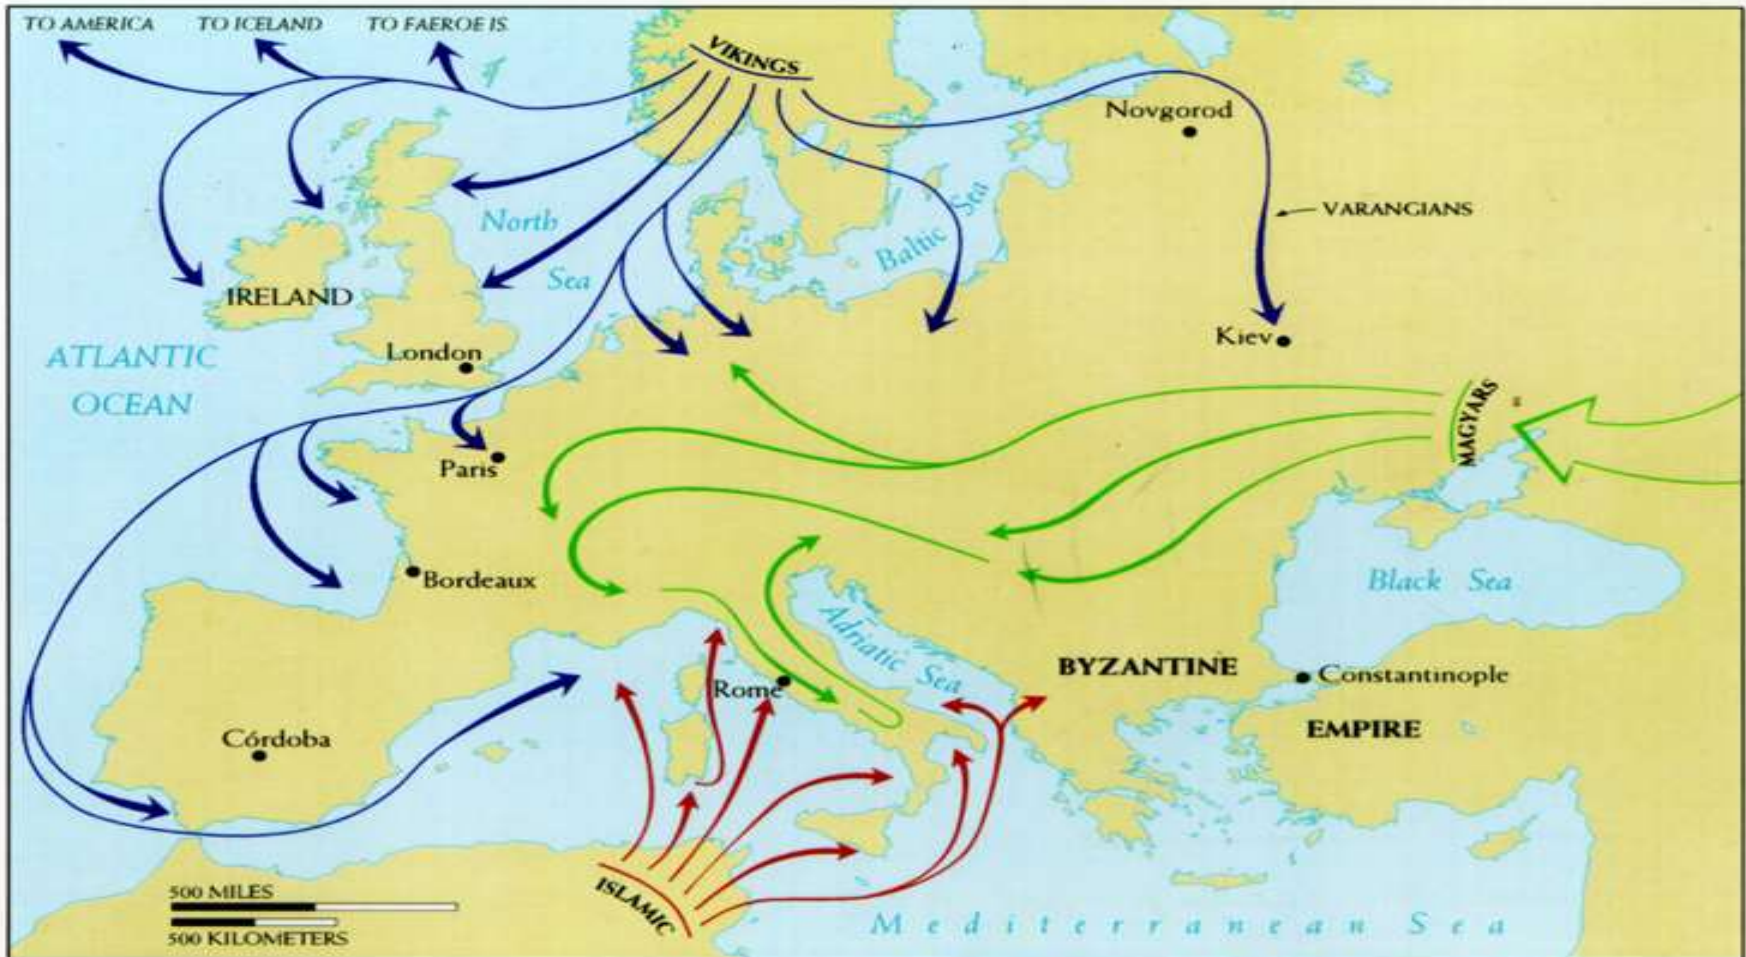 TO AMERICA
TO ICELAND
TO FAEROE IS.
VIKINGS
Novgorod
North
Sea
Baltic
Sea
VARANGIANS
IRELAND
Kiev
ATLANTIC
OCEAN
London
MAGYARS
Paris
Bordeaux
Black Sea
Adriatic Sea
BYZANTINE
EMPIRE
Constantinople
Rome
Córdoba
ISLAMIC
500 MILES
500 KILOMETERS
Mediterranean Sea